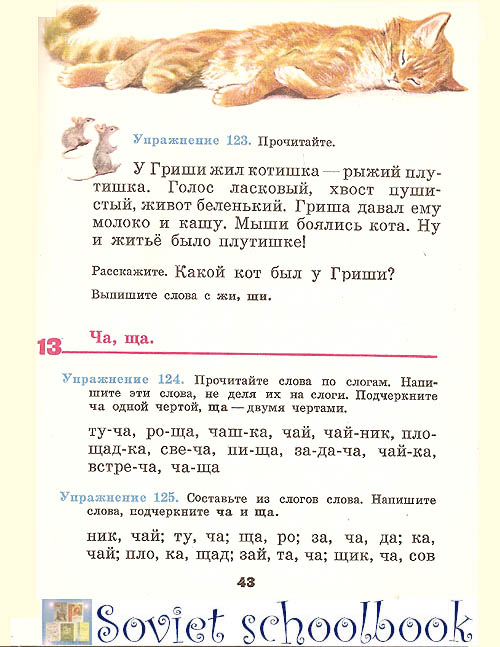 Упражнение 123. Прочитайте.
У Гриши жил котишка — рыжий плу-
тишка. Голос ласковый, хвост пуши-
стый, живот беленький. Гриша давал ему
молоко и кашу. Мыши боялись кота. Ну
и житьё было плутишке!
Расскажите. Какой кот был у Гриши?
Выпишите слова с жи, ши.
13 Ча, ща.
Упражнение 124. Прочитайте слова по слогам. Напи-
шите эти слова, не деля их на слоги. Подчеркните
ча одной чертой, ща — двумя чертами.
ту-ча, ро-ща, чаш-ка, чай, чай-ник, пло-
щад-ка, све-ча, пи-ща, за-да-ча, чай-ка,
встре-ча, ча-ща
Упражнение 125. Составьте из слогов слова. Напишите
слова, подчеркните ча и ща.
ник, чай; ту, ча; ща, ро; за, ча, да; ка,
чай; пло, ка, щад; зай, та, ча; щик, ча, сов
43
Soviet schoolbook